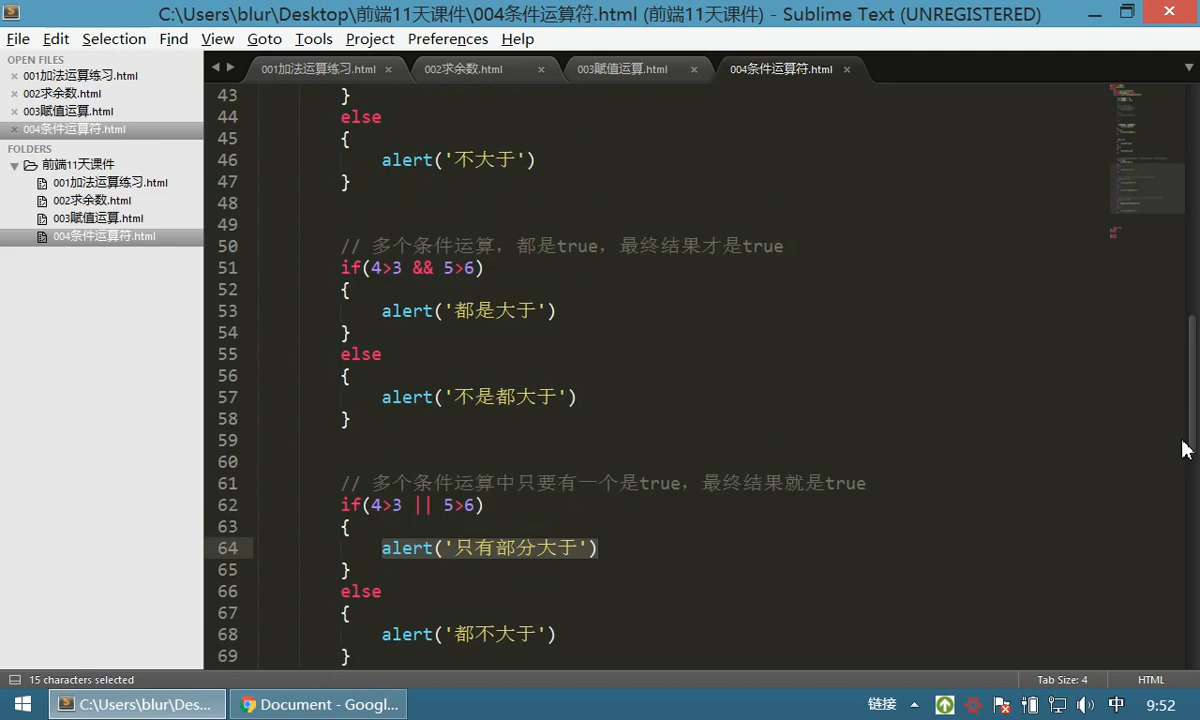 C:\Users\blur\Desktop\前端11天课件\004条件运算符.html (前端11天课件) - Sublime Text (UNREGISTERED)
File Edit Selection Find View Goto Tools Project Preferences Help
OPEN FILES
001加法运算练习.html
002求余数.html
003赋值运算.html
004条件运算符.html
FOLDERS
前端11天课件
001加法运算练习.html
002求余数.html
003赋值运算.html
004条件运算符.html
001加法运算练习.html 002求余数.html 003赋值运算.html 004条件运算符.html
43 }
44 else
45 {
46 alert('不大于')
47 }
48
49
50 // 多个条件运算，都是true，最终结果才是true
51 if(4>3 && 5>6)
52 {
53 alert('都是大于')
54 }
55 else
56 {
57 alert('不是都大于')
58 }
59
60
61 // 多个条件运算中只要有一个是true，最终结果就是true
62 if(4>3 || 5>6)
63 {
64 alert('只有部分大于')
65 }
66 else
67 {
68 alert('都不大于')
69 }
15 characters selected Tab Size: 4 HTML
C:\Users\blur\Des... Document - Googl... 链接 中 9:52